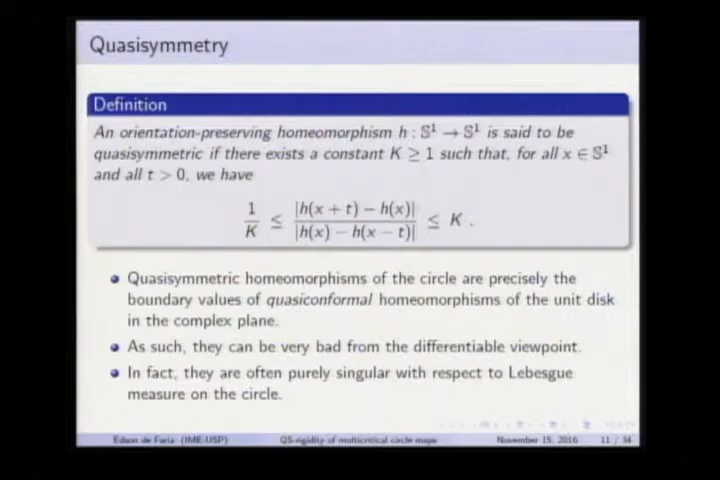 Quasisymmetry
Definition
An orientation-preserving homeomorphism h : 𝕊¹ → 𝕊¹ is said to be
quasisymmetric if there exists a constant K ≥ 1 such that, for all x ∈ 𝕊¹
and all t > 0, we have
1/K ≤ |h(x + t) − h(x)| / |h(x) − h(x − t)| ≤ K .
Quasisymmetric homeomorphisms of the circle are precisely the
boundary values of quasiconformal homeomorphisms of the unit disk
in the complex plane.
As such, they can be very bad from the differentiable viewpoint.
In fact, they are often purely singular with respect to Lebesgue
measure on the circle.
Edson de Faria (IME-USP) QS-rigidity of multicritical circle maps November 15, 2016 11 / 34